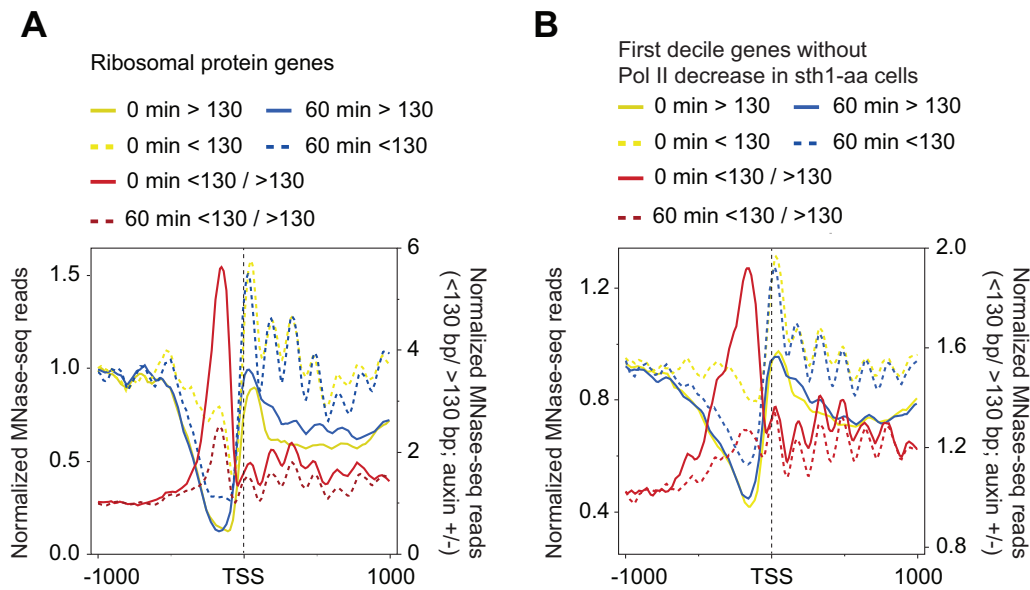 A
Ribosomal protein genes
0 min > 130
60 min > 130
0 min < 130
60 min <130
0 min <130 / >130
60 min <130 / >130
Normalized MNase-seq reads
1.5
1.0
0.5
0.0
6
4
2
0
Normalized MNase-seq reads
(<130 bp/ >130 bp; auxin +/-)
-1000
TSS
1000
B
First decile genes without
Pol II decrease in sth1-aa cells
0 min > 130
60 min > 130
0 min < 130
60 min <130
0 min <130 / >130
60 min <130 / >130
Normalized MNase-seq reads
1.2
0.8
0.4
2.0
1.6
1.2
0.8
Normalized MNase-seq reads
(<130 bp/ >130 bp; auxin +/-)
-1000
TSS
1000